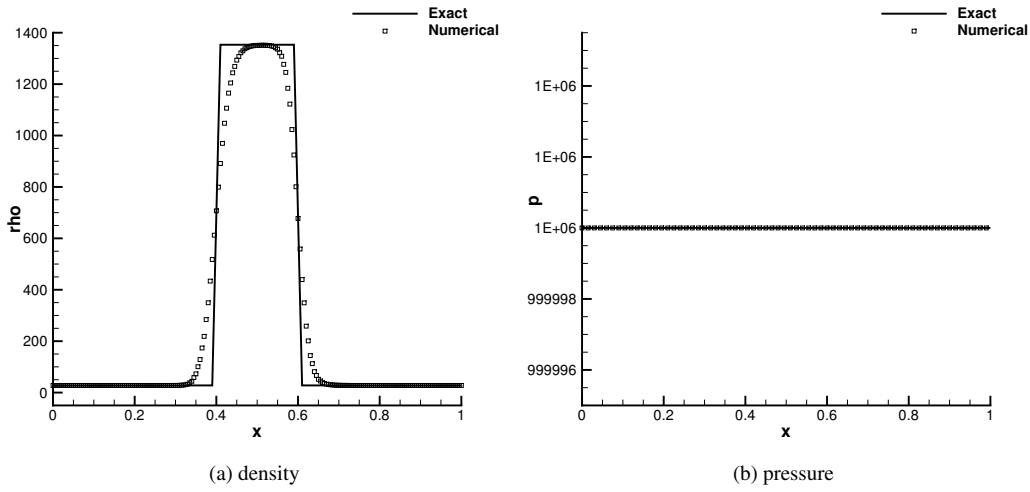 Exact
Numerical
1400
1200
1000
800
600
400
200
0
rho
0 0.2 0.4 0.6 0.8 1
x
(a) density
Exact
Numerical
1E+06
1E+06
1E+06
999998
999996
p
0 0.2 0.4 0.6 0.8 1
x
(b) pressure